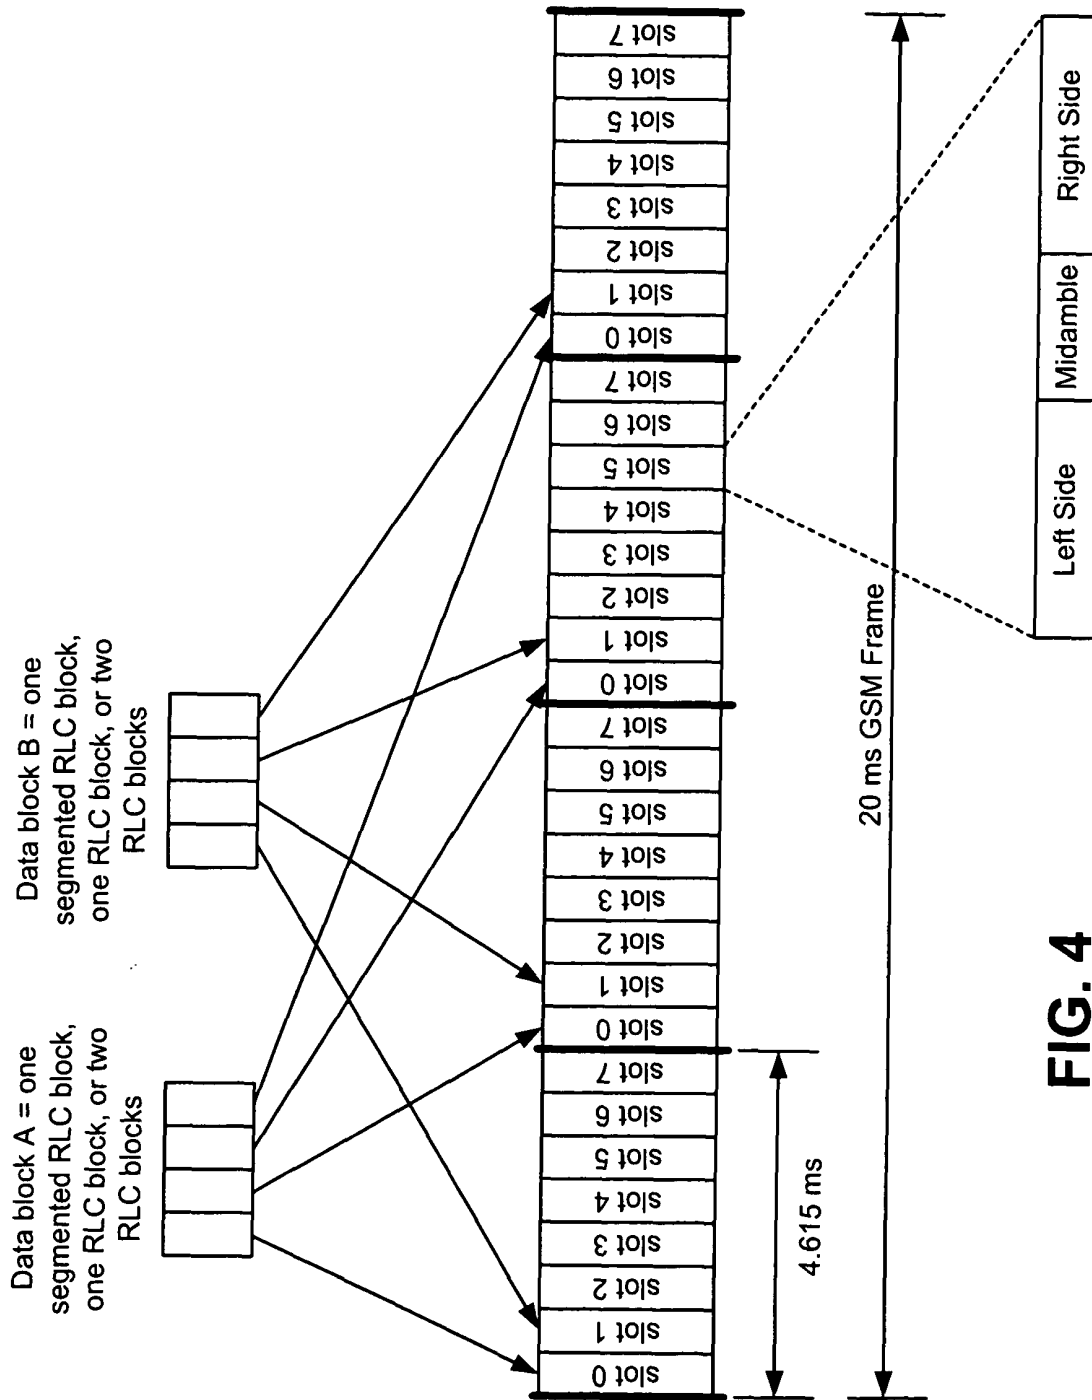 Data block A = one
segmented RLC block,
one RLC block, or two
RLC blocks
Data block B = one
segmented RLC block,
one RLC block, or two
RLC blocks
slot 0
slot 1
slot 2
slot 3
slot 4
slot 5
slot 6
slot 7
slot 0
slot 1
slot 2
slot 3
slot 4
slot 5
slot 6
slot 7
slot 0
slot 1
slot 2
slot 3
slot 4
slot 5
slot 6
slot 7
slot 0
slot 1
slot 2
slot 3
slot 4
slot 5
slot 6
slot 7
4.615 ms
20 ms GSM Frame
Left Side
Midamble
Right Side
FIG. 4